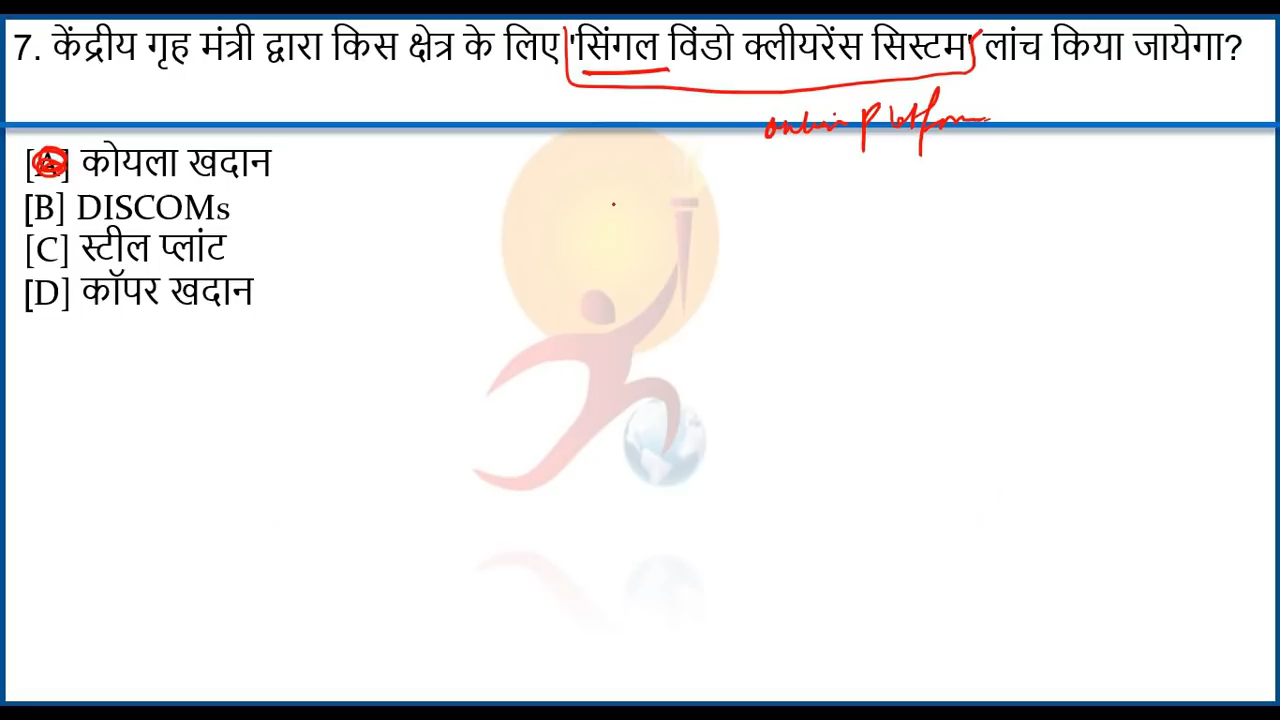 7. केंद्रीय गृह मंत्री द्वारा किस क्षेत्र के लिए 'सिंगल विंडो क्लीयरेंस सिस्टम' लांच किया जायेगा?
online platform
[A] कोयला खदान
[B] DISCOMs
[C] स्टील प्लांट
[D] कॉपर खदान